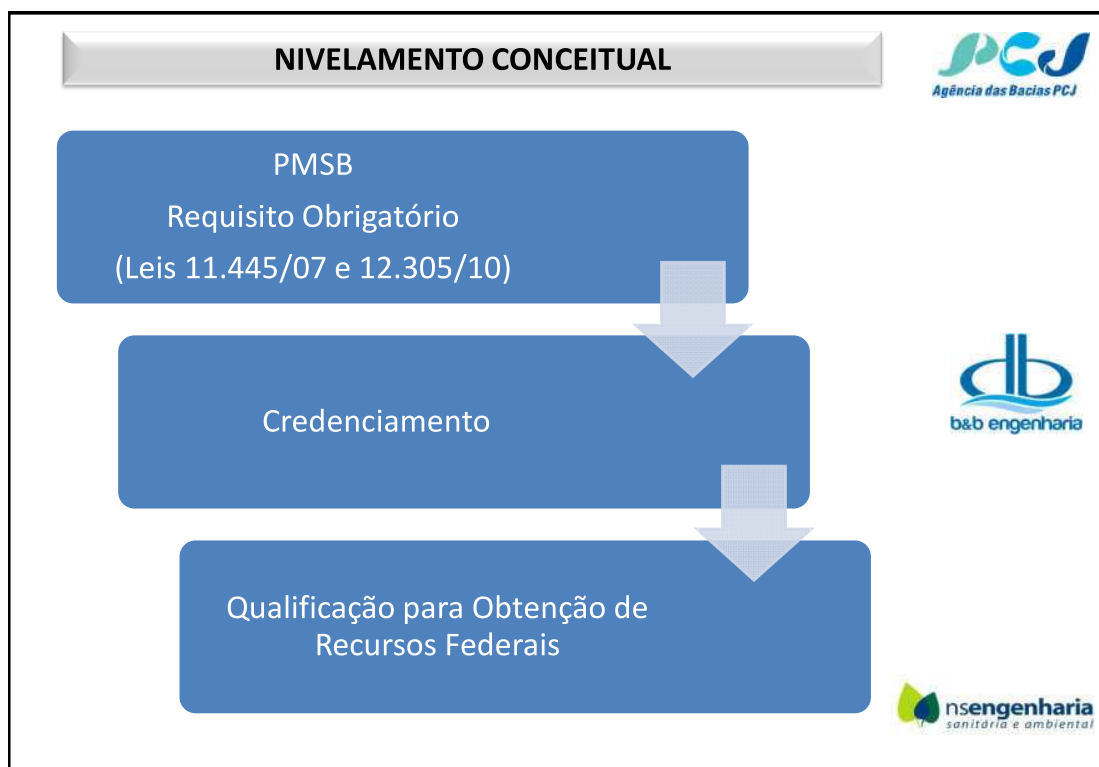 NIVELAMENTO CONCEITUAL
PCJ
Agência das Bacias PCJ
PMSB
Requisito Obrigatório
(Leis 11.445/07 e 12.305/10)
Credenciamento
b&b engenharia
Qualificação para Obtenção de
Recursos Federais
nsengenharia
sanitária e ambiental